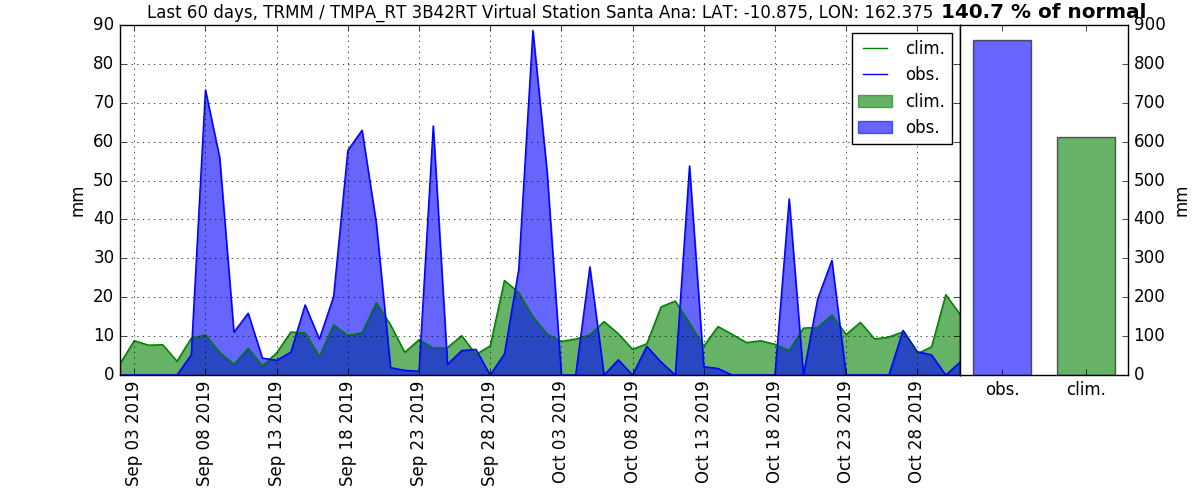 Last 60 days, TRMM / TMPA_RT 3B42RT Virtual Station Santa Ana: LAT: -10.875, LON: 162.375 140.7 % of normal
90
80
70
60
50
40
30
20
10
0
mm
clim.
obs.
clim.
obs.
900
800
700
600
500
400
300
200
100
0
mm
Sep 03 2019
Sep 08 2019
Sep 13 2019
Sep 18 2019
Sep 23 2019
Sep 28 2019
Oct 03 2019
Oct 08 2019
Oct 13 2019
Oct 18 2019
Oct 23 2019
Oct 28 2019
obs.
clim.